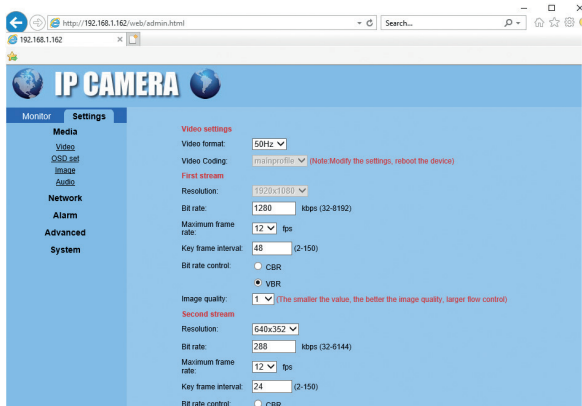 http://192.168.1.162/web/admin.html
Search...
192.168.1.162
IP CAMERA
Monitor Settings
Media
Video
OSD set
Image
Audio
Network
Alarm
Advanced
System
Video settings
Video format: 50Hz
Video Coding: mainprofile (Note:Modify the settings, reboot the device)
First stream
Resolution: 1920x1080
Bit rate: 1280 kbps (32-8192)
Maximum frame
rate: 12 fps
Key frame interval: 48 (2-150)
Bit rate control: CBR
VBR
Image quality: 1 (The smaller the value, the better the image quality, larger flow control)
Second stream
Resolution: 640x352
Bit rate: 288 kbps (32-6144)
Maximum frame
rate: 12 fps
Key frame interval: 24 (2-150)
Bit rate control: CBR